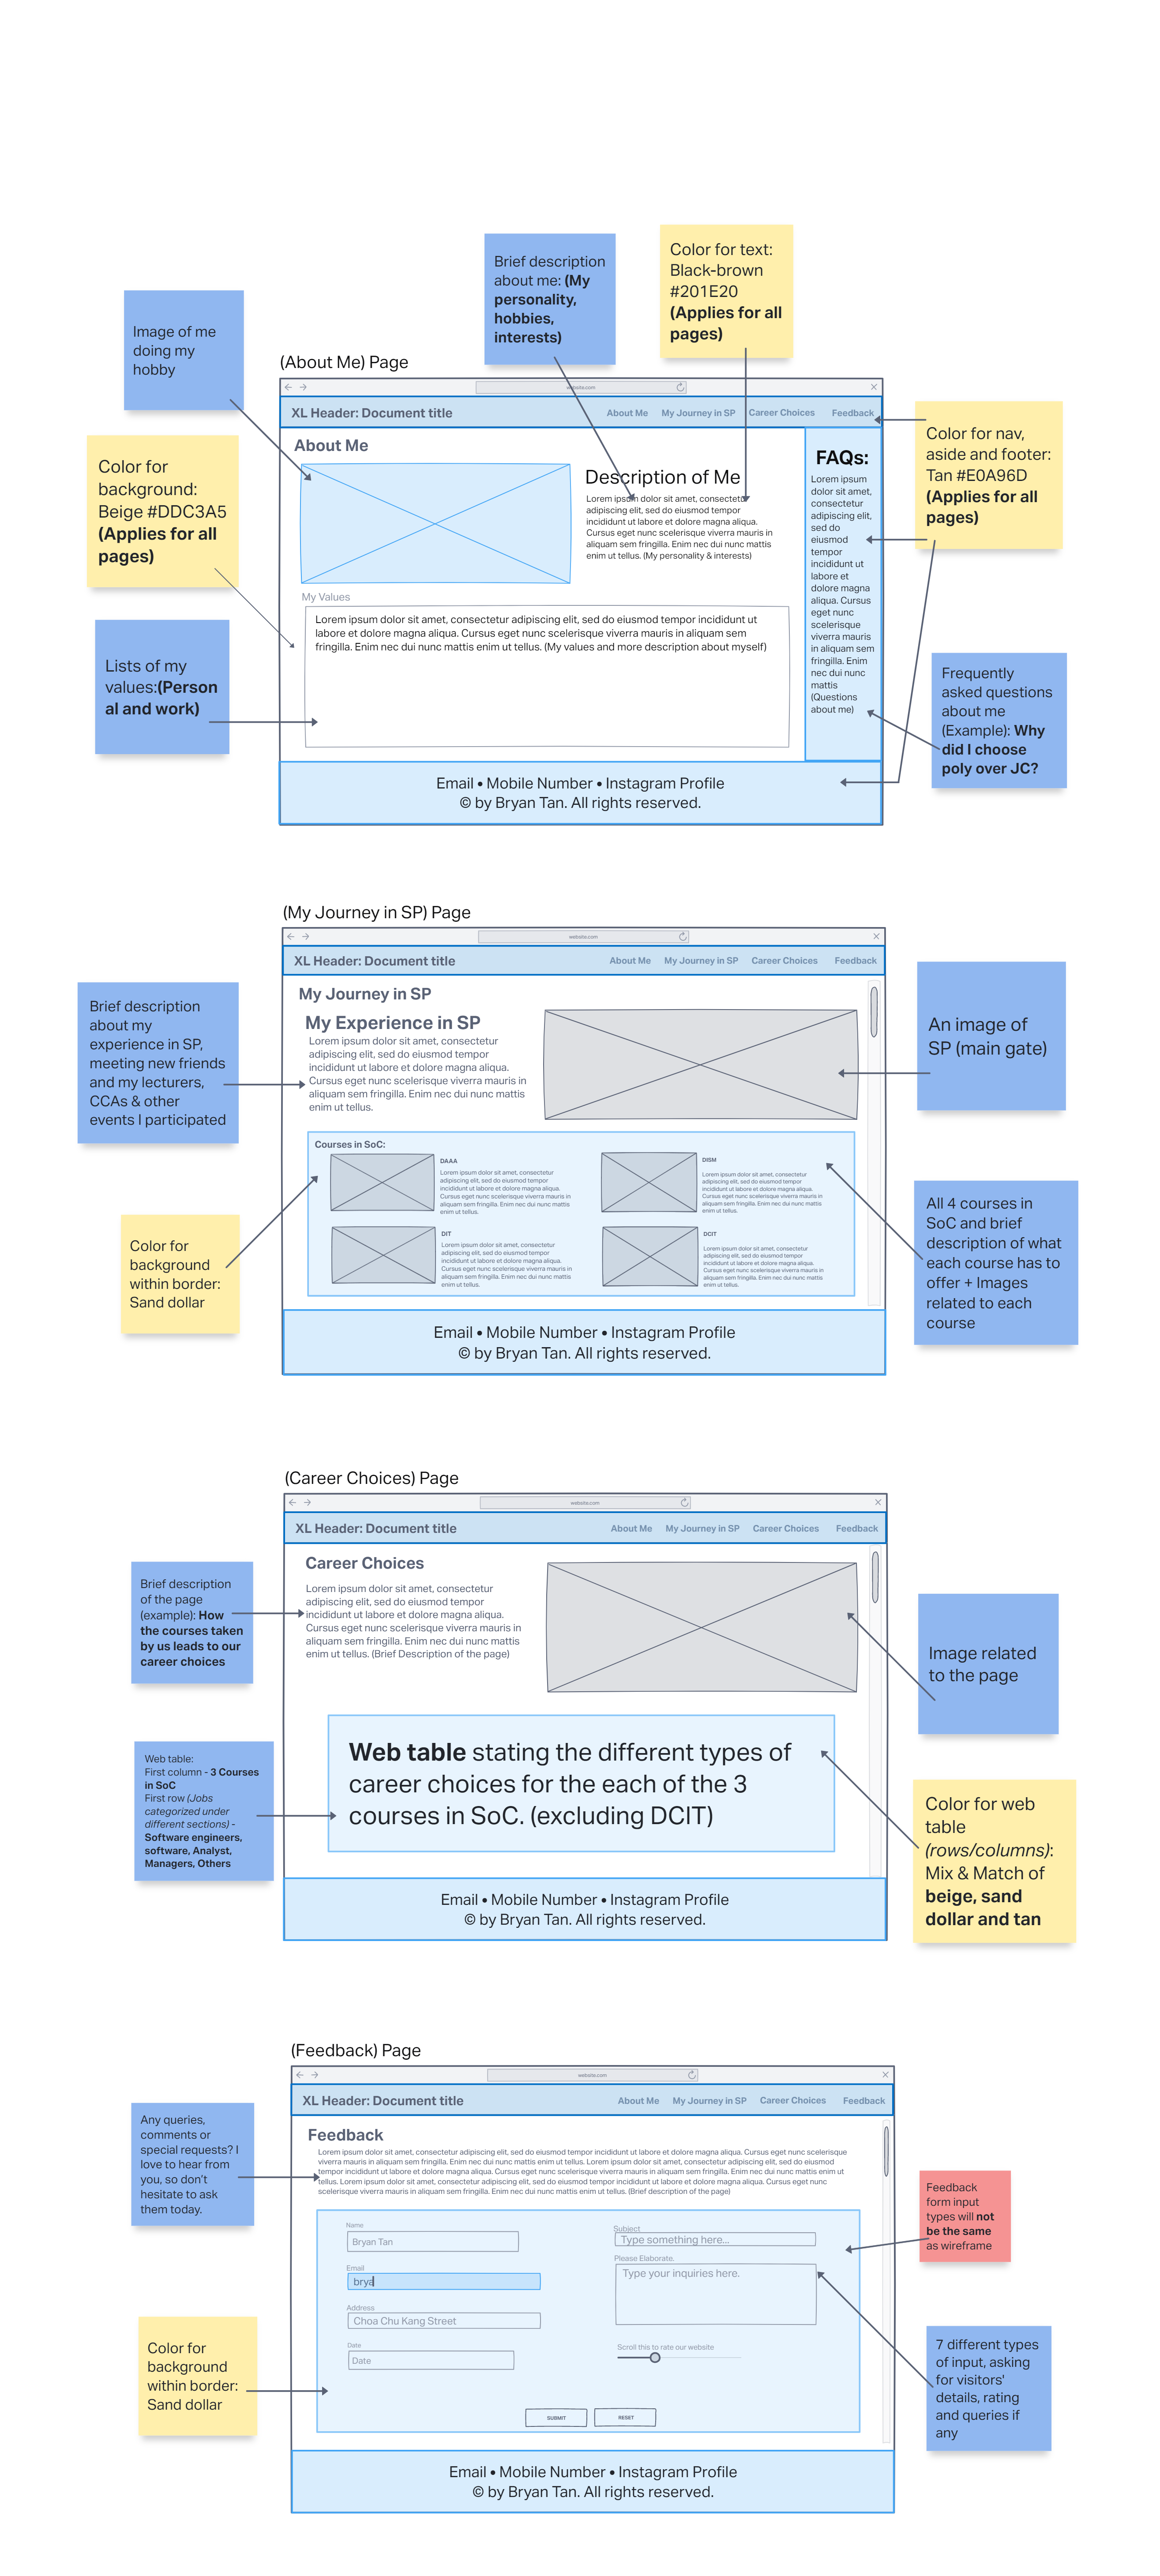 Brief description
about me: (My
personality,
hobbies,
interests)
Color for text:
Black-brown
#201E20
(Applies for all
pages)
Image of me
doing my
hobby
(About Me) Page
website.com
XL Header: Document title
About Me
My Journey in SP
Career Choices
Feedback
Color for nav,
aside and footer:
Tan #E0A96D
(Applies for all
pages)
Color for
background:
Beige #DDC3A5
(Applies for all
pages)
About Me
Description of Me
Lorem ipsum dolor sit amet, consectetur
adipiscing elit, sed do eiusmod tempor
incididunt ut labore et dolore magna aliqua.
Cursus eget nunc scelerisque viverra mauris in
aliquam sem fringilla. Enim nec dui nunc mattis
enim ut tellus. (My personality & interests)
FAQs:
Lorem ipsum
dolor sit amet,
consectetur
adipiscing elit,
sed do
eiusmod
tempor
incididunt ut
labore et
dolore magna
aliqua. Cursus
eget nunc
scelerisque
viverra mauris
in aliquam sem
fringilla. Enim
nec dui nunc
mattis
(Questions
about me)
My Values
Lorem ipsum dolor sit amet, consectetur adipiscing elit, sed do eiusmod tempor incididunt ut
labore et dolore magna aliqua. Cursus eget nunc scelerisque viverra mauris in aliquam sem
fringilla. Enim nec dui nunc mattis enim ut tellus. (My values and more description about myself)
Lists of my
values:(Person
al and work)
Frequently
asked questions
about me
(Example): Why
did I choose
poly over JC?
Email • Mobile Number • Instagram Profile
© by Bryan Tan. All rights reserved.
(My Journey in SP) Page
website.com
XL Header: Document title
About Me
My Journey in SP
Career Choices
Feedback
Brief description
about my
experience in SP,
meeting new friends
and my lecturers,
CCAs & other
events I participated
My Journey in SP
My Experience in SP
Lorem ipsum dolor sit amet, consectetur
adipiscing elit, sed do eiusmod tempor
incididunt ut labore et dolore magna aliqua.
Cursus eget nunc scelerisque viverra mauris in
aliquam sem fringilla. Enim nec dui nunc mattis
enim ut tellus.
An image of
SP (main gate)
Courses in SoC:
DAAA
Lorem ipsum dolor sit amet, consectetur
adipiscing elit, sed do eiusmod tempor
incididunt ut labore et dolore magna aliqua.
Cursus eget nunc scelerisque viverra mauris in
aliquam sem fringilla. Enim nec dui nunc mattis
enim ut tellus.
DISM
Lorem ipsum dolor sit amet, consectetur
adipiscing elit, sed do eiusmod tempor
incididunt ut labore et dolore magna aliqua.
Cursus eget nunc scelerisque viverra mauris in
aliquam sem fringilla. Enim nec dui nunc mattis
enim ut tellus.
DIT
Lorem ipsum dolor sit amet, consectetur
adipiscing elit, sed do eiusmod tempor
incididunt ut labore et dolore magna aliqua.
Cursus eget nunc scelerisque viverra mauris in
aliquam sem fringilla. Enim nec dui nunc mattis
enim ut tellus.
DCIT
Lorem ipsum dolor sit amet, consectetur
adipiscing elit, sed do eiusmod tempor
incididunt ut labore et dolore magna aliqua.
Cursus eget nunc scelerisque viverra mauris in
aliquam sem fringilla. Enim nec dui nunc mattis
enim ut tellus.
Color for
background
within border:
Sand dollar
All 4 courses in
SoC and brief
description of what
each course has to
offer + Images
related to each
course
Email • Mobile Number • Instagram Profile
© by Bryan Tan. All rights reserved.
(Career Choices) Page
website.com
XL Header: Document title
About Me
My Journey in SP
Career Choices
Feedback
Brief description
of the page
(example): How
the courses taken
by us leads to our
career choices
Career Choices
Lorem ipsum dolor sit amet, consectetur
adipiscing elit, sed do eiusmod tempor
incididunt ut labore et dolore magna aliqua.
Cursus eget nunc scelerisque viverra mauris in
aliquam sem fringilla. Enim nec dui nunc mattis
enim ut tellus. (Brief Description of the page)
Image related
to the page
Web table:
First column - 3 Courses
in SoC
First row (Jobs
categorized under
different sections) -
Software engineers,
software, Analyst,
Managers, Others
Web table stating the different types of
career choices for the each of the 3
courses in SoC. (excluding DCIT)
Color for web
table
(rows/columns):
Mix & Match of
beige, sand
dollar and tan
Email • Mobile Number • Instagram Profile
© by Bryan Tan. All rights reserved.
(Feedback) Page
website.com
XL Header: Document title
About Me
My Journey in SP
Career Choices
Feedback
Any queries,
comments or
special requests? I
love to hear from
you, so don't
hesitate to ask
them today.
Feedback
Lorem ipsum dolor sit amet, consectetur adipiscing elit, sed do eiusmod tempor incididunt ut labore et dolore magna aliqua. Cursus eget nunc scelerisque
viverra mauris in aliquam sem fringilla. Enim nec dui nunc mattis enim ut tellus. Lorem ipsum dolor sit amet, consectetur adipiscing elit, sed do eiusmod
tempor incididunt ut labore et dolore magna aliqua. Cursus eget nunc scelerisque viverra mauris in aliquam sem fringilla. Enim nec dui nunc mattis enim ut
tellus. Lorem ipsum dolor sit amet, consectetur adipiscing elit, sed do eiusmod tempor incididunt ut labore et dolore magna aliqua. Cursus eget nunc
scelerisque viverra mauris in aliquam sem fringilla. Enim nec dui nunc mattis enim ut tellus. (Brief description of the page)
Feedback
form input
types will not
be the same
as wireframe
Name
Bryan Tan
Email
brya
Address
Choa Chu Kang Street
Date
Date
Subject
Type something here...
Please Elaborate.
Type your inquiries here.
Scroll this to rate our website
SUBMIT
RESET
Color for
background
within border:
Sand dollar
7 different types
of input, asking
for visitors'
details, rating
and queries if
any
Email • Mobile Number • Instagram Profile
© by Bryan Tan. All rights reserved.